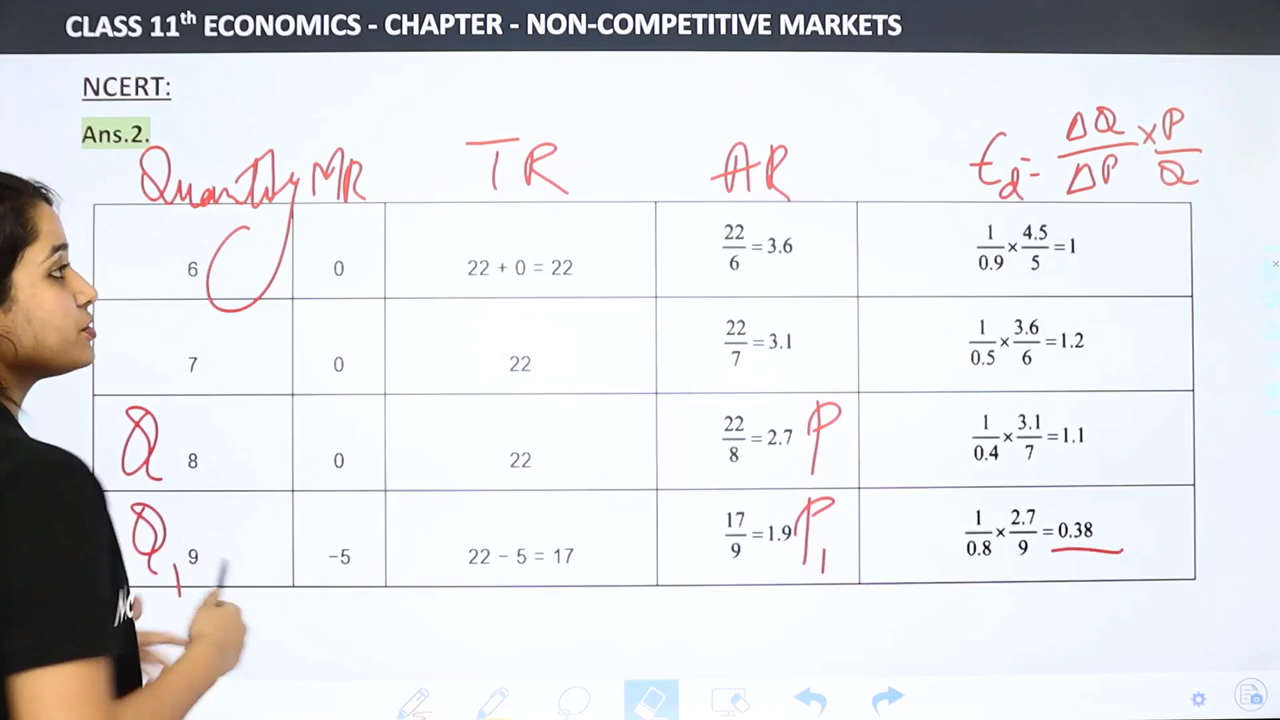 CLASS 11th ECONOMICS - CHAPTER - NON-COMPETITIVE MARKETS
NCERT:
Ans.2.
Quantity MR TR AR Ed = ΔQ/ΔP × P/Q
6 0 22 + 0 = 22 22/6 = 3.6 1/0.9 × 4.5/5 = 1
7 0 22 22/7 = 3.1 1/0.5 × 3.6/6 = 1.2
Q 8 0 22 22/8 = 2.7 P 1/0.4 × 3.1/7 = 1.1
Q1 9 −5 22 − 5 = 17 17/9 = 1.9 P1 1/0.8 × 2.7/9 = 0.38